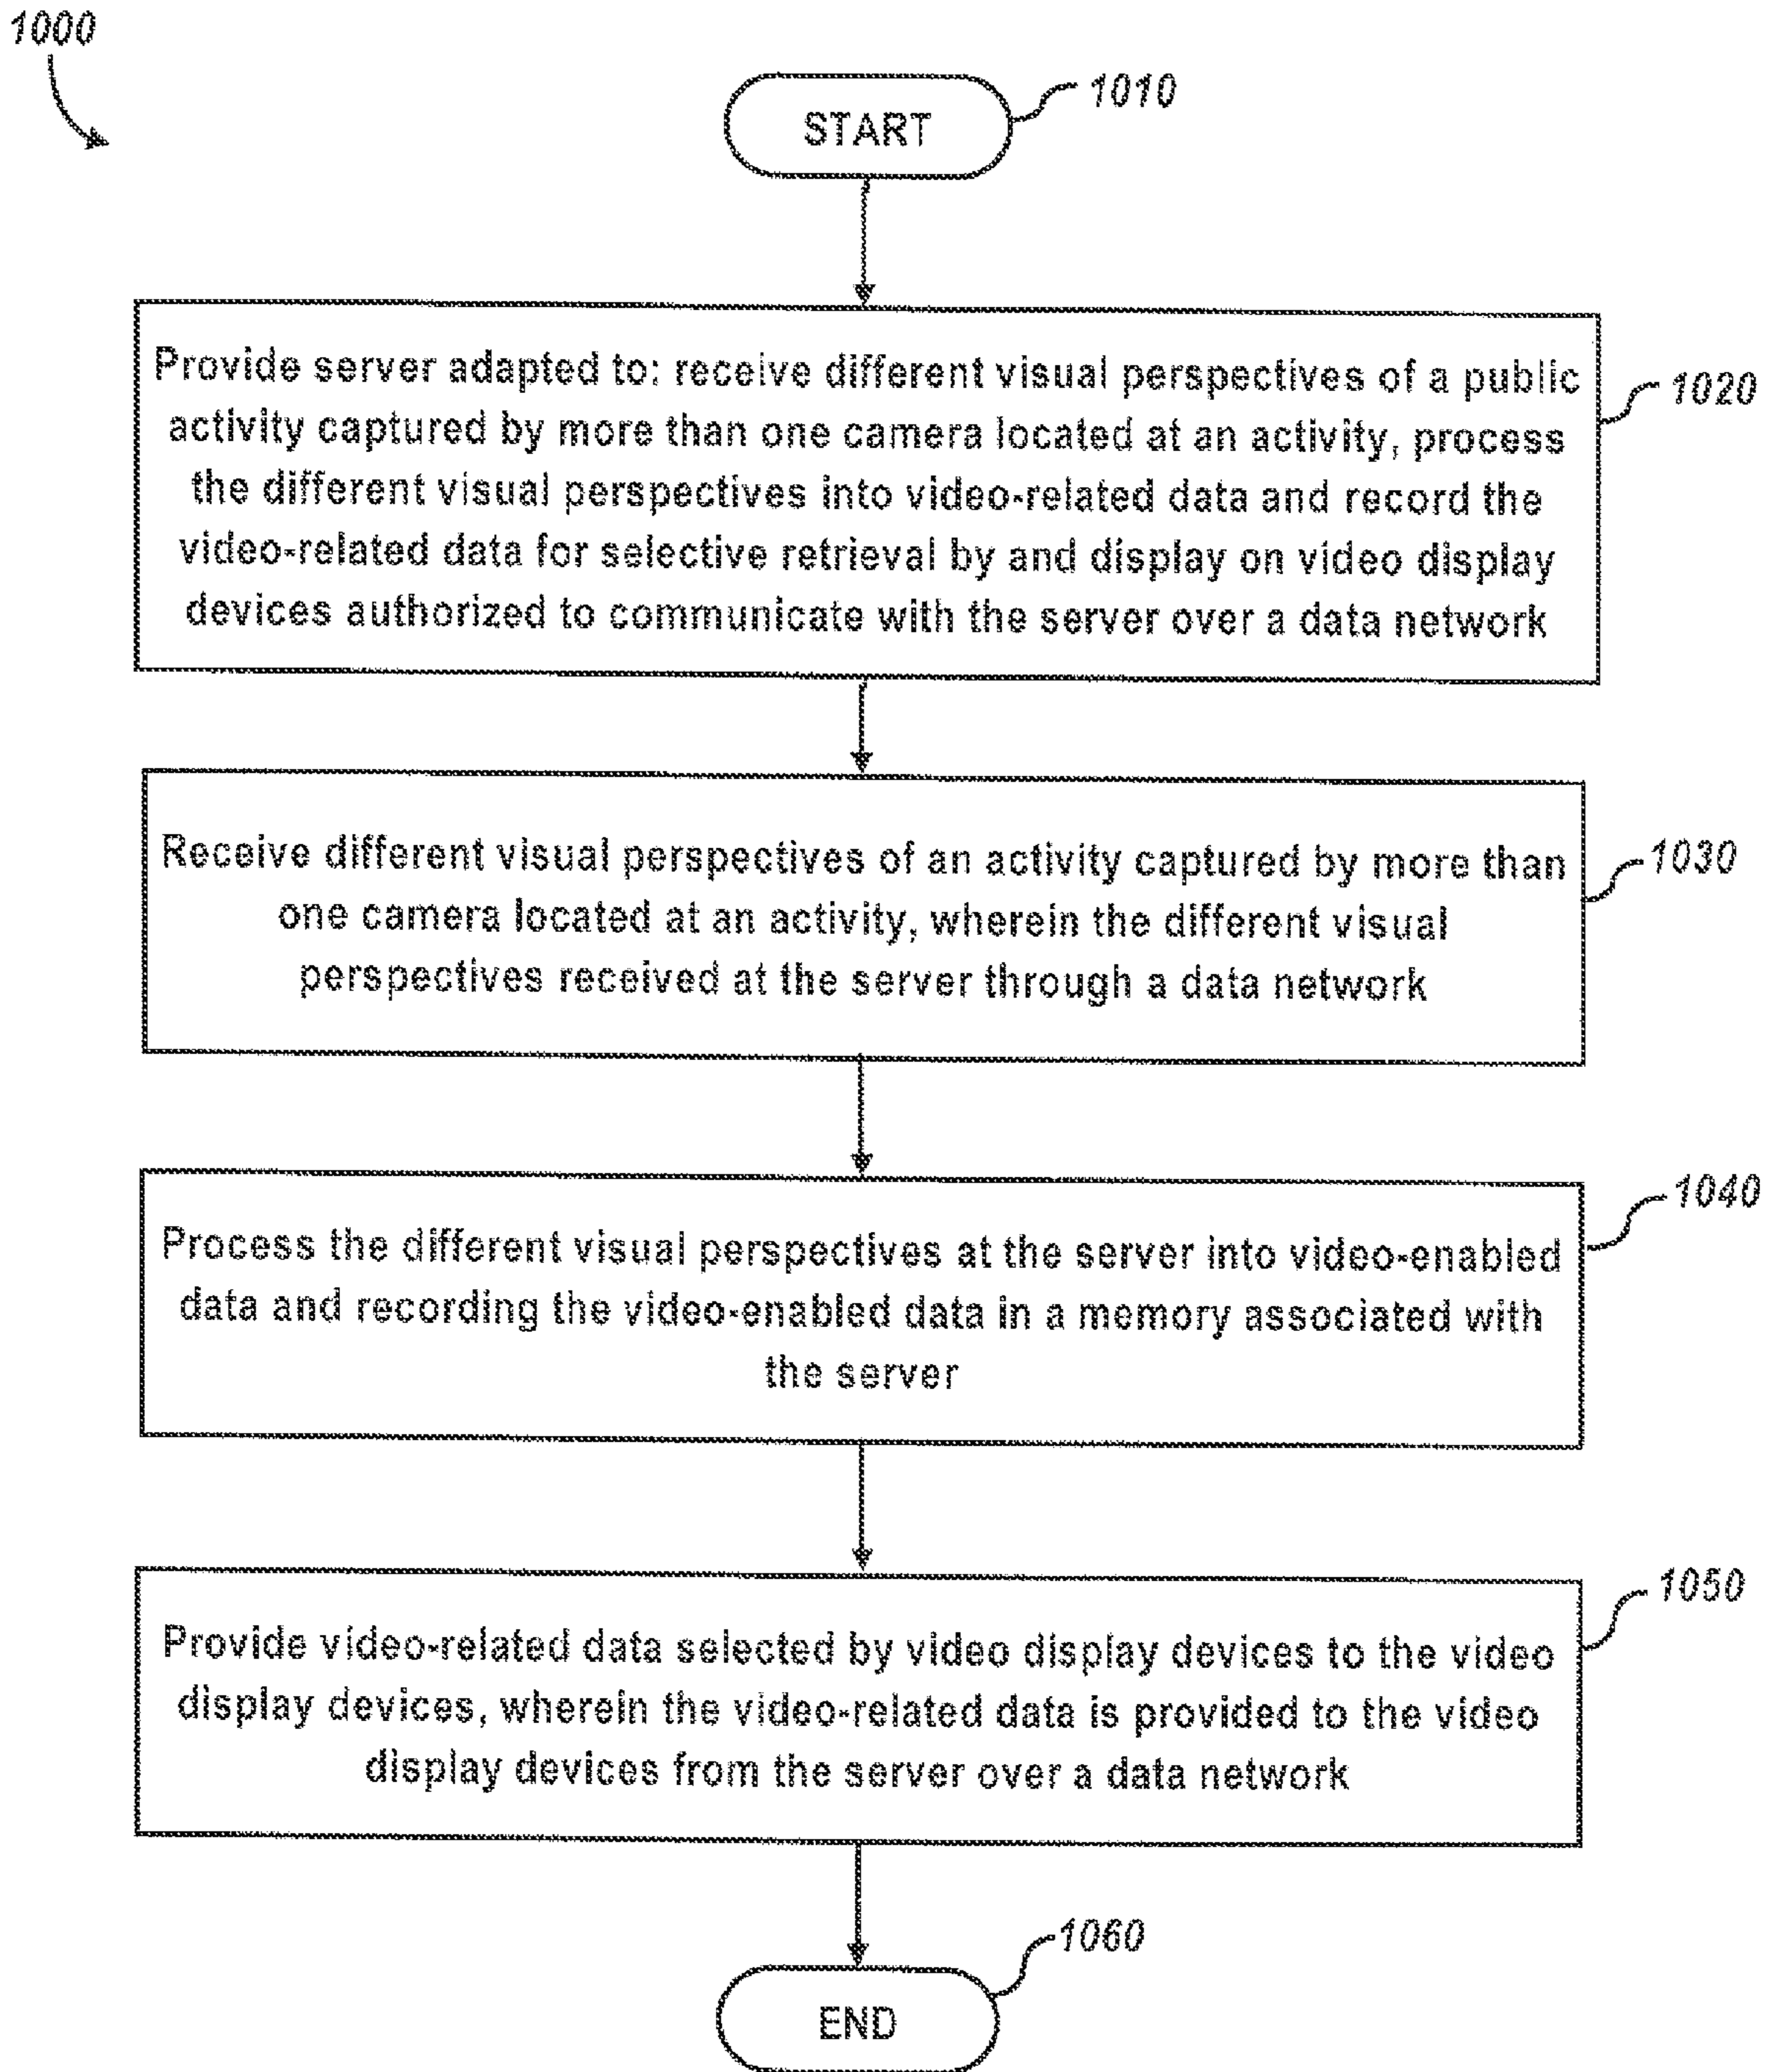 1000
START
1010
Provide server adapted to: receive different visual perspectives of a public
activity captured by more than one camera located at an activity, process
the different visual perspectives into video-related data and record the
video-related data for selective retrieval by and display on video display
devices authorized to communicate with the server over a data network
1020
Receive different visual perspectives of an activity captured by more than
one camera located at an activity, wherein the different visual
perspectives received at the server through a data network
1030
Process the different visual perspectives at the server into video-enabled
data and recording the video-enabled data in a memory associated with
the server
1040
Provide video-related data selected by video display devices to the video
display devices, wherein the video-related data is provided to the video
display devices from the server over a data network
1050
END
1060